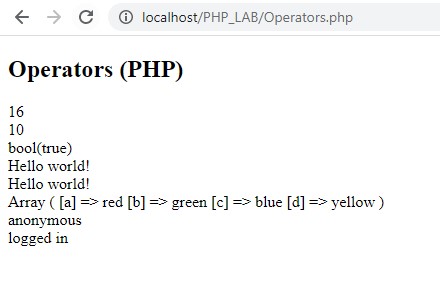 localhost/PHP_LAB/Operators.php
Operators (PHP)
16
10
bool(true)
Hello world!
Hello world!
Array ( [a] => red [b] => green [c] => blue [d] => yellow )
anonymous
logged in